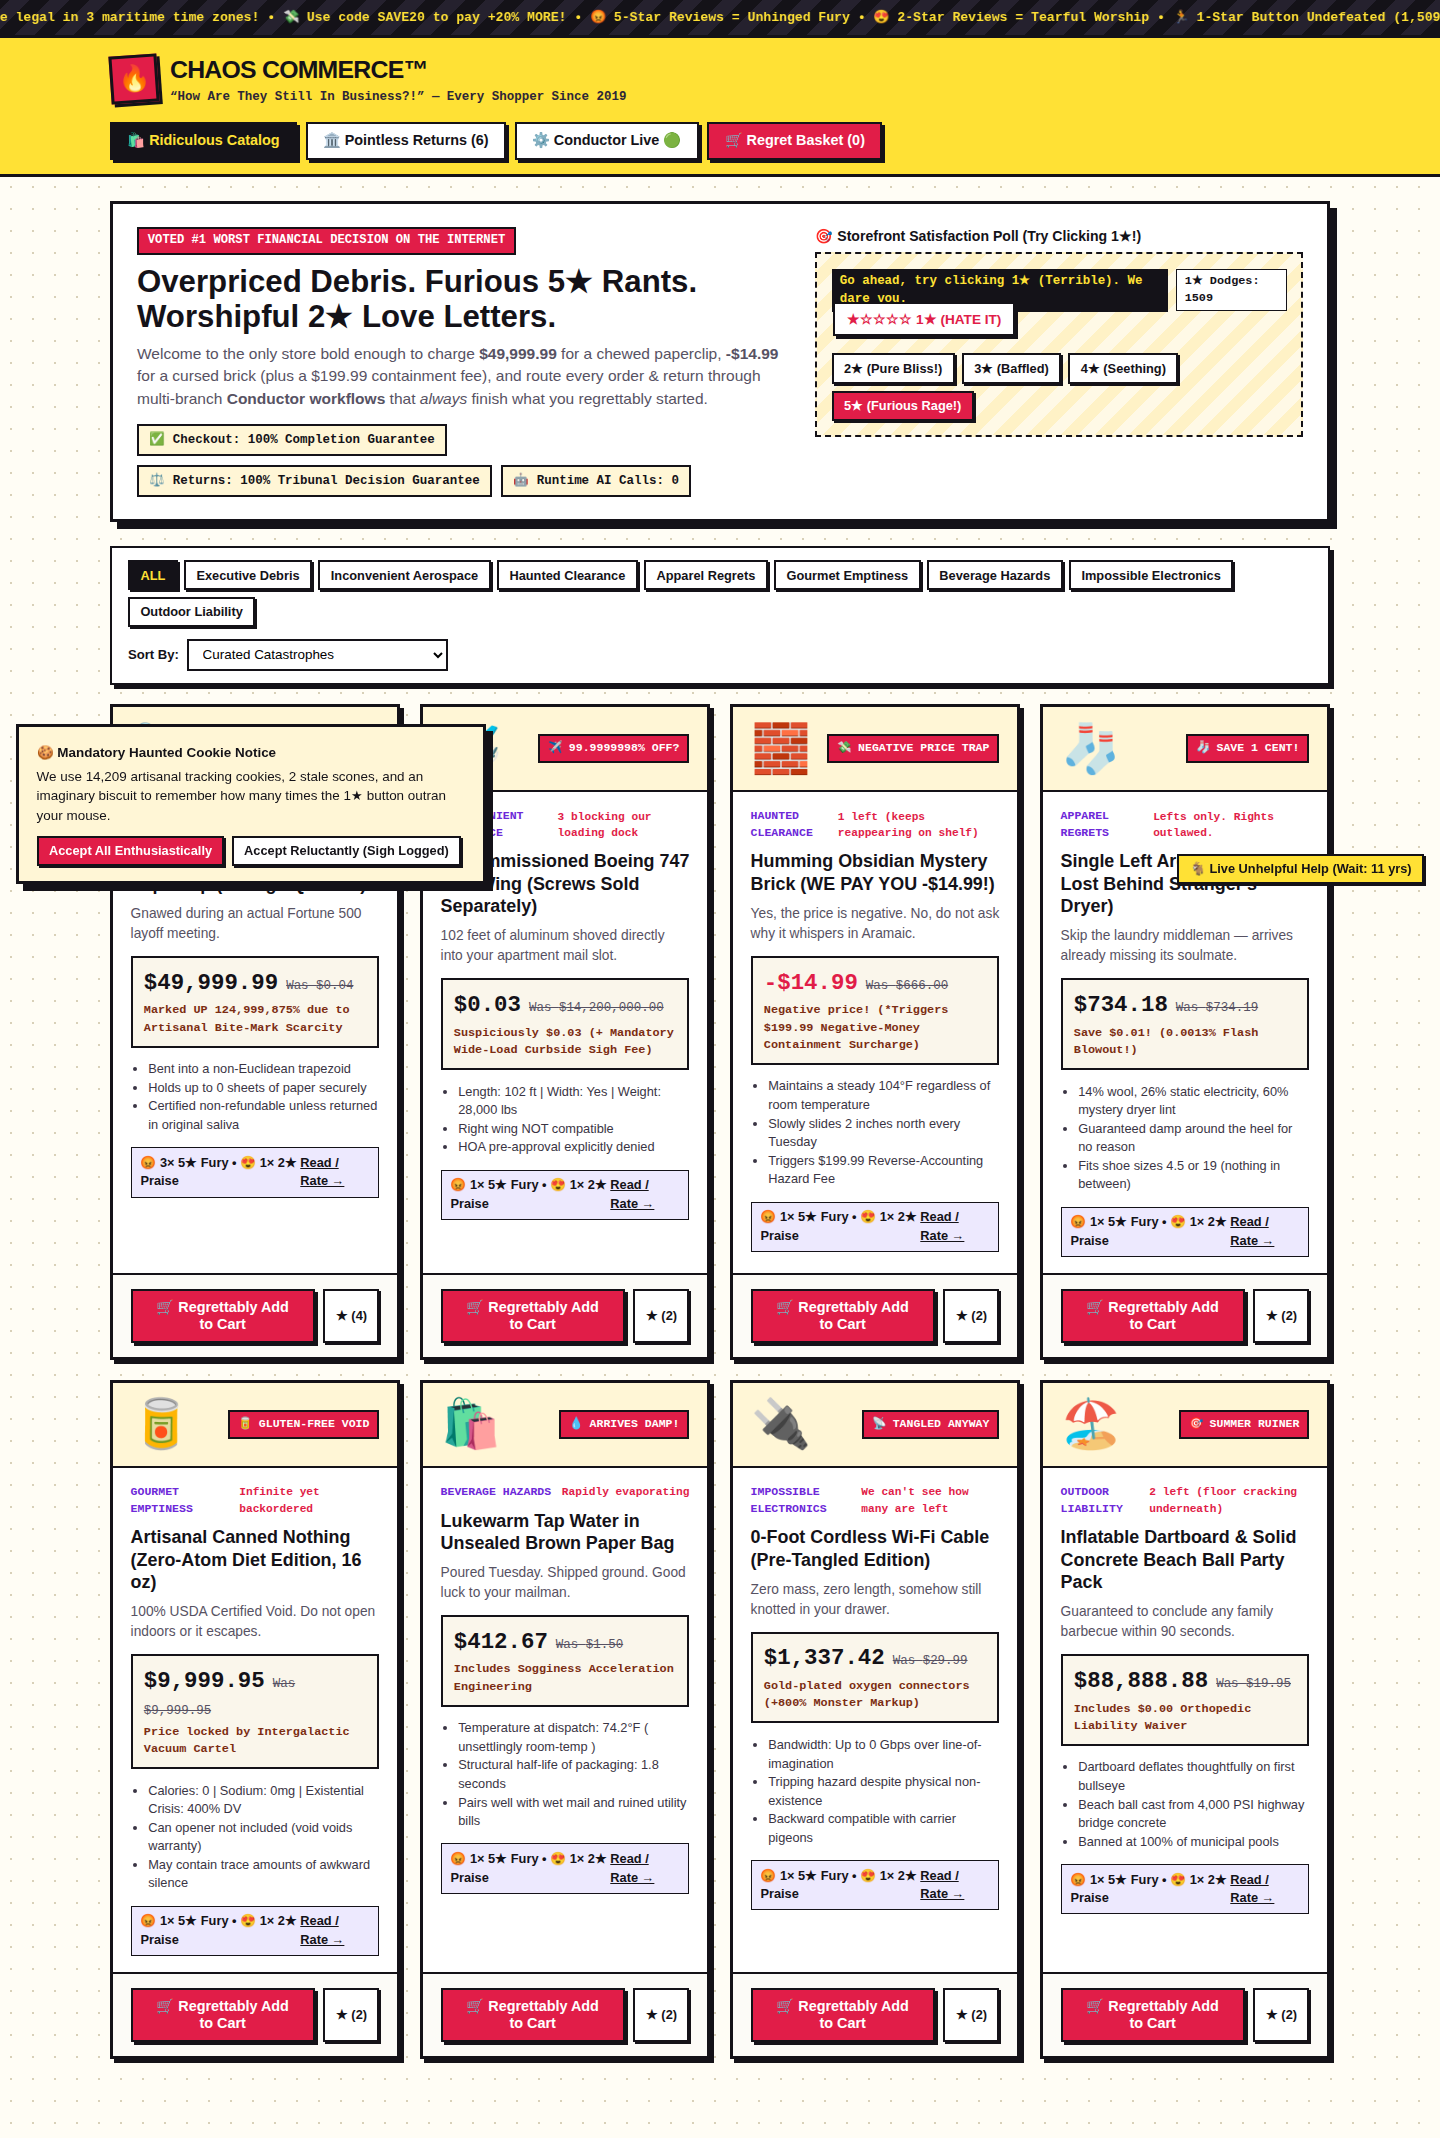 e legal in 3 maritime time zones! • 💸 Use code SAVE20 to pay +20% MORE! • 😡 5-Star Reviews = Unhinged Fury • 😍 2-Star Reviews = Tearful Worship • 🏃 1-Star Button Undefeated (1,509
CHAOS COMMERCE™
“How Are They Still In Business?!” — Every Shopper Since 2019
🛍️ Ridiculous Catalog
🏛️ Pointless Returns (6)
⚙️ Conductor Live 🟢
🛒 Regret Basket (0)
VOTED #1 WORST FINANCIAL DECISION ON THE INTERNET
Overpriced Debris. Furious 5★ Rants.
Worshipful 2★ Love Letters.
Welcome to the only store bold enough to charge $49,999.99 for a chewed paperclip, -$14.99
for a cursed brick (plus a $199.99 containment fee), and route every order & return through
multi-branch Conductor workflows that always finish what you regrettably started.
✅ Checkout: 100% Completion Guarantee
⚖️ Returns: 100% Tribunal Decision Guarantee
🤖 Runtime AI Calls: 0
🎯 Storefront Satisfaction Poll (Try Clicking 1★!)
Go ahead, try clicking 1★ (Terrible). We
dare you.
1★ Dodges:
1509
★☆☆☆☆ 1★ (HATE IT)
2★ (Pure Bliss!)
3★ (Baffled)
4★ (Seething)
5★ (Furious Rage!)
ALL
Executive Debris
Inconvenient Aerospace
Haunted Clearance
Apparel Regrets
Gourmet Emptiness
Beverage Hazards
Impossible Electronics
Outdoor Liability
Sort By:
Curated Catastrophes
🍪 Mandatory Haunted Cookie Notice
We use 14,209 artisanal tracking cookies, 2 stale scones, and an
imaginary biscuit to remember how many times the 1★ button outran
your mouse.
Accept All Enthusiastically
Accept Reluctantly (Sigh Logged)
Gnawed during an actual Fortune 500
layoff meeting.
$49,999.99 Was $0.04
Marked UP 124,999,875% due to
Artisanal Bite-Mark Scarcity
• Bent into a non-Euclidean trapezoid
• Holds up to 0 sheets of paper securely
• Certified non-refundable unless returned
in original saliva
😡 3× 5★ Fury • 😍 1× 2★
Praise
Read /
Rate →
🛒 Regrettably Add
to Cart
★ (4)
✈️ 99.9999998% OFF?
3 blocking our
loading dock
Boeing 747
Wing (Screws Sold
Separately)
102 feet of aluminum shoved directly
into your apartment mail slot.
$0.03 Was $14,200,000.00
Suspiciously $0.03 (+ Mandatory
Wide-Load Curbside Sigh Fee)
• Length: 102 ft | Width: Yes | Weight:
28,000 lbs
• Right wing NOT compatible
• HOA pre-approval explicitly denied
😡 1× 5★ Fury • 😍 1× 2★
Praise
Read /
Rate →
🛒 Regrettably Add
to Cart
★ (2)
💸 NEGATIVE PRICE TRAP
HAUNTED
CLEARANCE
1 left (keeps
reappearing on shelf)
Humming Obsidian Mystery
Brick (WE PAY YOU -$14.99!)
Yes, the price is negative. No, do not ask
why it whispers in Aramaic.
-$14.99 Was $666.00
Negative price! (*Triggers
$199.99 Negative-Money
Containment Surcharge)
• Maintains a steady 104°F regardless of
room temperature
• Slowly slides 2 inches north every
Tuesday
• Triggers $199.99 Reverse-Accounting
Hazard Fee
😡 1× 5★ Fury • 😍 1× 2★
Praise
Read /
Rate →
🛒 Regrettably Add
to Cart
★ (2)
🧦 SAVE 1 CENT!
APPAREL
REGRETS
Lefts only. Rights
outlawed.
Single Left
Lost Behind Stranger's
Dryer)
🐐 Live Unhelpful Help (Wait: 11 yrs)
Skip the laundry middleman — arrives
already missing its soulmate.
$734.18 Was $734.19
Save $0.01! (0.0013% Flash
Blowout!)
• 14% wool, 26% static electricity, 60%
mystery dryer lint
• Guaranteed damp around the heel for
no reason
• Fits shoe sizes 4.5 or 19 (nothing in
between)
😡 1× 5★ Fury • 😍 1× 2★
Praise
Read /
Rate →
🛒 Regrettably Add
to Cart
★ (2)
🥫 GLUTEN-FREE VOID
GOURMET
EMPTINESS
Infinite yet
backordered
Artisanal Canned Nothing
(Zero-Atom Diet Edition, 16
oz)
100% USDA Certified Void. Do not open
indoors or it escapes.
$9,999.95 Was
$9,999.95
Price locked by Intergalactic
Vacuum Cartel
• Calories: 0 | Sodium: 0mg | Existential
Crisis: 400% DV
• Can opener not included (void voids
warranty)
• May contain trace amounts of awkward
silence
😡 1× 5★ Fury • 😍 1× 2★
Praise
Read /
Rate →
🛒 Regrettably Add
to Cart
★ (2)
💧 ARRIVES DAMP!
BEVERAGE HAZARDS
Rapidly evaporating
Lukewarm Tap Water in
Unsealed Brown Paper Bag
Poured Tuesday. Shipped ground. Good
luck to your mailman.
$412.67 Was $1.50
Includes Sogginess Acceleration
Engineering
• Temperature at dispatch: 74.2°F (
unsettlingly room-temp )
• Structural half-life of packaging: 1.8
seconds
• Pairs well with wet mail and ruined utility
bills
😡 1× 5★ Fury • 😍 1× 2★
Praise
Read /
Rate →
🛒 Regrettably Add
to Cart
★ (2)
📡 TANGLED ANYWAY
IMPOSSIBLE
ELECTRONICS
We can't see how
many are left
0-Foot Cordless Wi-Fi Cable
(Pre-Tangled Edition)
Zero mass, zero length, somehow still
knotted in your drawer.
$1,337.42 Was $29.99
Gold-plated oxygen connectors
(+800% Monster Markup)
• Bandwidth: Up to 0 Gbps over line-of-
imagination
• Tripping hazard despite physical non-
existence
• Backward compatible with carrier
pigeons
😡 1× 5★ Fury • 😍 1× 2★
Praise
Read /
Rate →
🛒 Regrettably Add
to Cart
★ (2)
🎯 SUMMER RUINER
OUTDOOR
LIABILITY
2 left (floor cracking
underneath)
Inflatable Dartboard & Solid
Concrete Beach Ball Party
Pack
Guaranteed to conclude any family
barbecue within 90 seconds.
$88,888.88 Was $19.95
Includes $0.00 Orthopedic
Liability Waiver
• Dartboard deflates thoughtfully on first
bullseye
• Beach ball cast from 4,000 PSI highway
bridge concrete
• Banned at 100% of municipal pools
😡 1× 5★ Fury • 😍 1× 2★
Praise
Read /
Rate →
🛒 Regrettably Add
to Cart
★ (2)